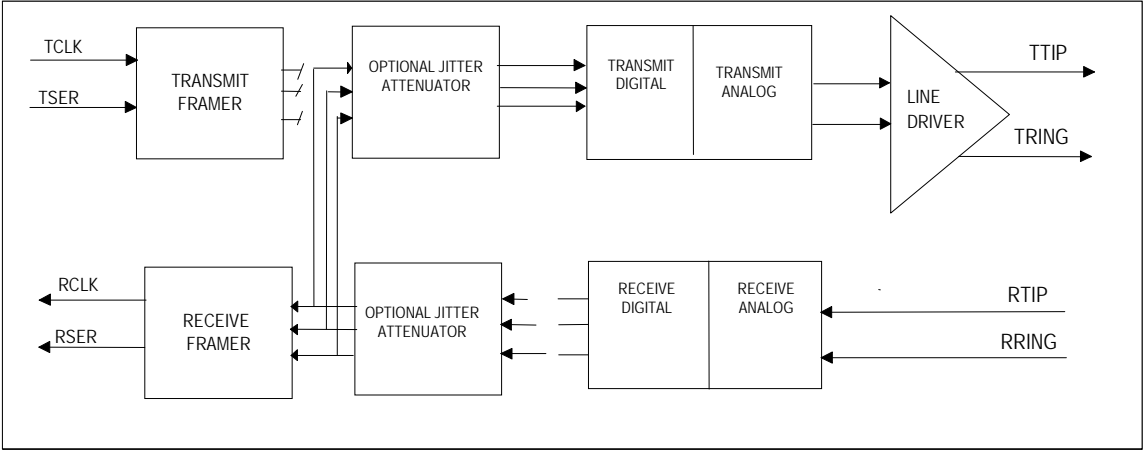 TCLK
TSER
TRANSMIT
FRAMER
OPTIONAL JITTER
ATTENUATOR
TRANSMIT
DIGITAL
TRANSMIT
ANALOG
LINE
DRIVER
TTIP
TRING
RCLK
RSER
RECEIVE
FRAMER
OPTIONAL JITTER
ATTENUATOR
RECEIVE
DIGITAL
RECEIVE
ANALOG
RTIP
RRING